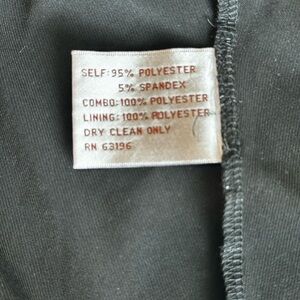 SELF: 95% POLYESTER
5% SPANDEX
COMBO: 100% POLYESTER
LINING: 100% POLYESTER
DRY CLEAN ONLY
RN 63196